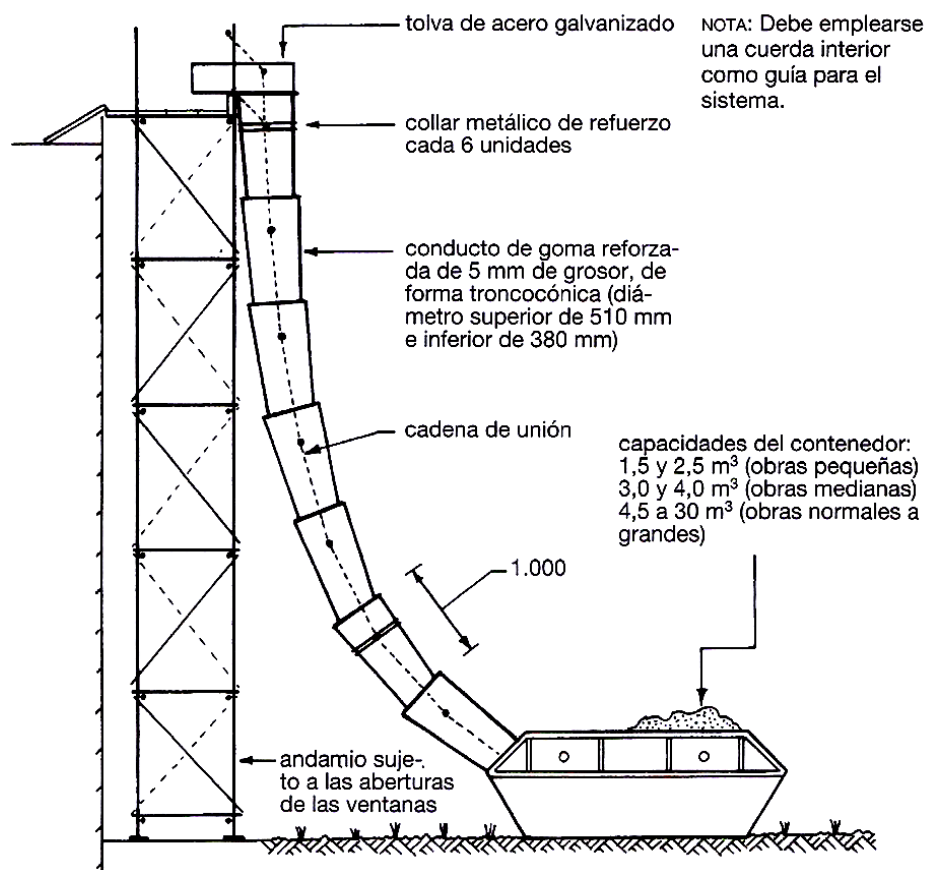 tolva de acero galvanizado
NOTA: Debe emplearse
una cuerda interior
como guía para el
sistema.
collar metálico de refuerzo
cada 6 unidades
conducto de goma reforza-
da de 5 mm de grosor, de
forma troncocónica (diá-
metro superior de 510 mm
e inferior de 380 mm)
cadena de unión
capacidades del contenedor:
1,5 y 2,5 m³ (obras pequeñas)
3,0 y 4,0 m³ (obras medianas)
4,5 a 30 m³ (obras normales a
grandes)
1.000
andamio suje-
to a las aberturas
de las ventanas